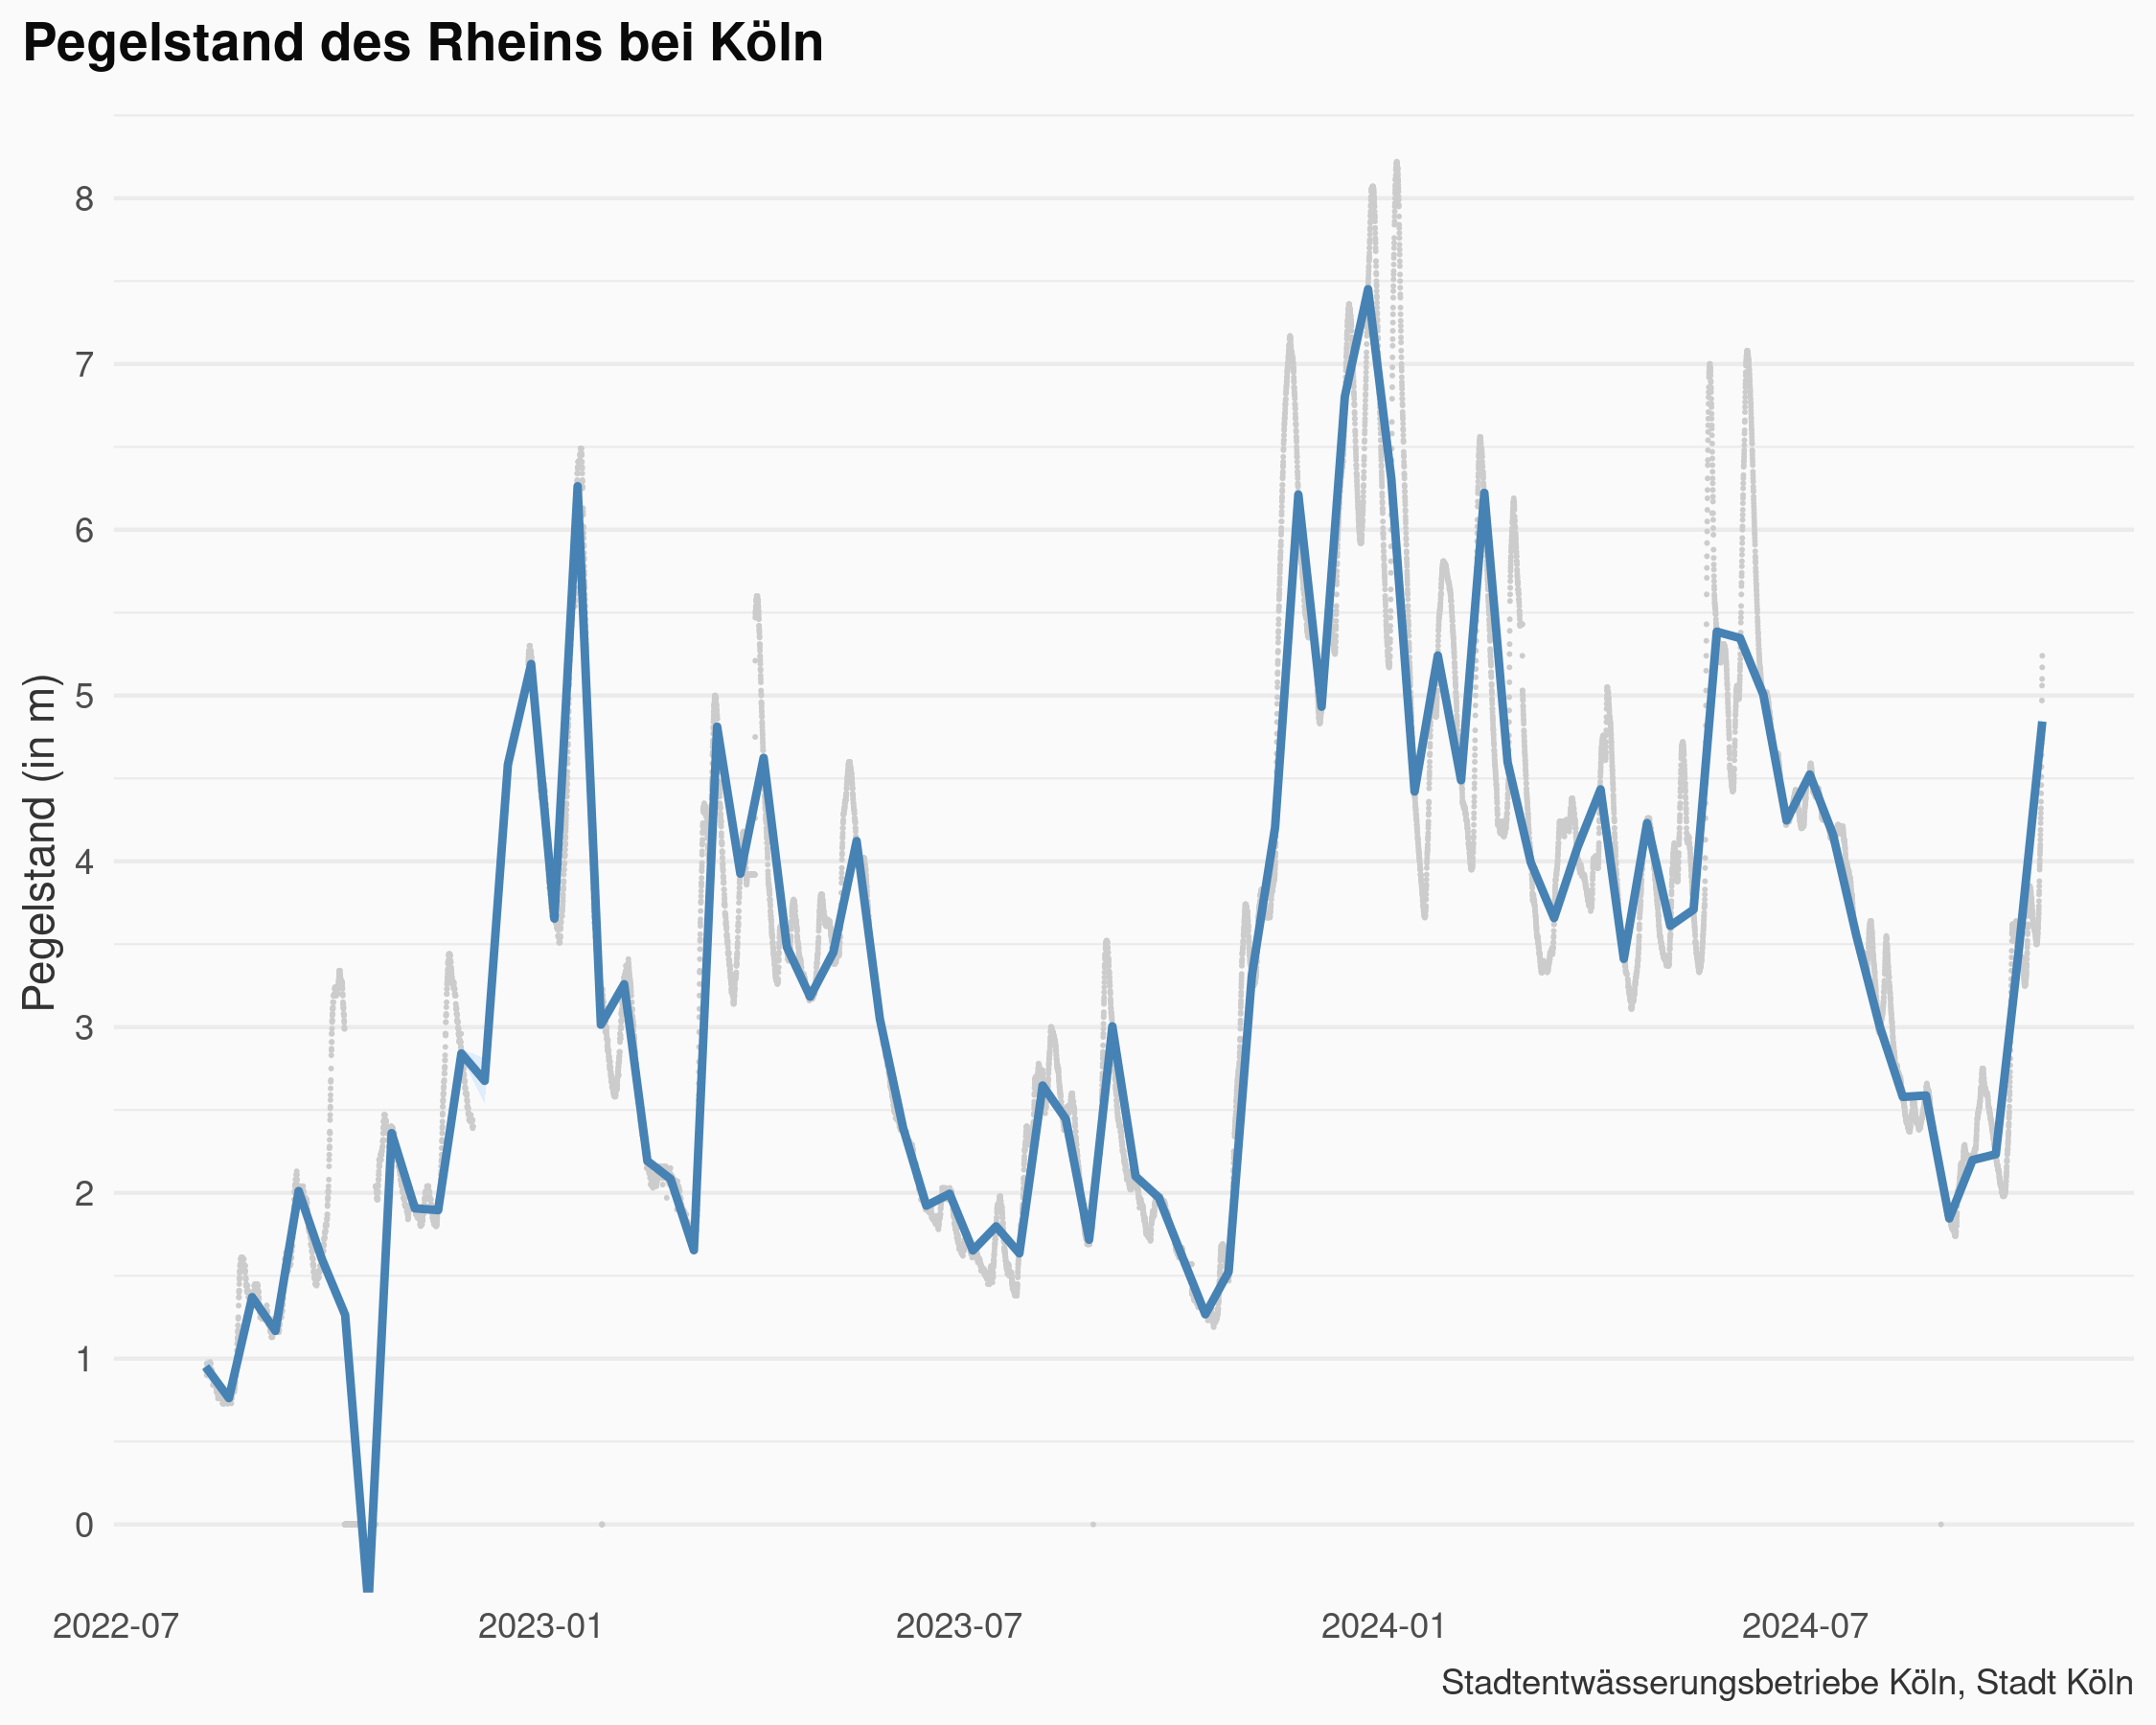 Pegelstand des Rheins bei Köln
Pegelstand (in m)
8
7
6
5
4
3
2
1
0
2022-07 2023-01 2023-07 2024-01 2024-07
Stadtentwässerungsbetriebe Köln, Stadt Köln